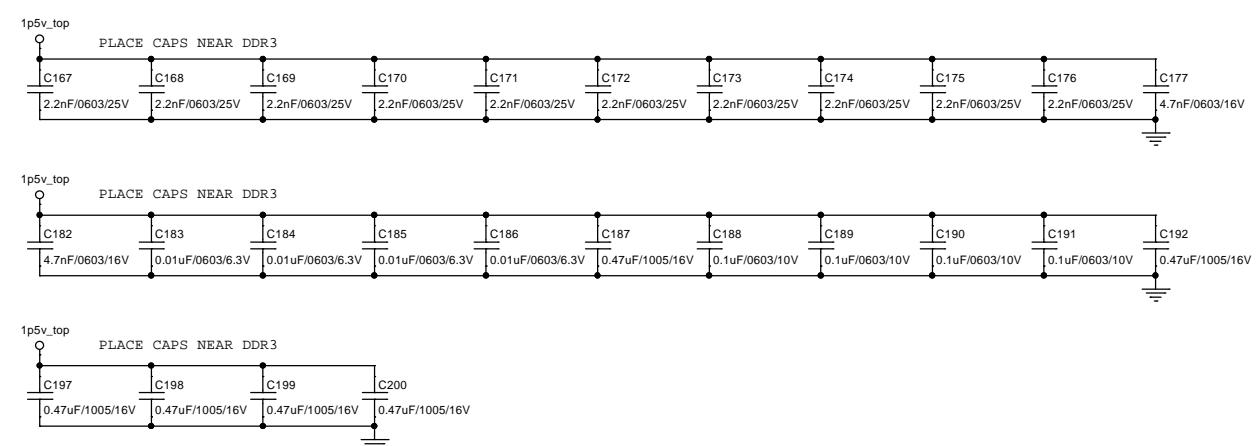 1p5v_top
PLACE CAPS NEAR DDR3
C167 C168 C169 C170 C171 C172 C173 C174 C175 C176 C177
2.2nF/0603/25V 2.2nF/0603/25V 2.2nF/0603/25V 2.2nF/0603/25V 2.2nF/0603/25V 2.2nF/0603/25V 2.2nF/0603/25V 2.2nF/0603/25V 2.2nF/0603/25V 2.2nF/0603/25V 4.7nF/0603/16V
1p5v_top
PLACE CAPS NEAR DDR3
C182 C183 C184 C185 C186 C187 C188 C189 C190 C191 C192
4.7nF/0603/16V 0.01uF/0603/6.3V 0.01uF/0603/6.3V 0.01uF/0603/6.3V 0.01uF/0603/6.3V 0.47uF/1005/16V 0.1uF/0603/10V 0.1uF/0603/10V 0.1uF/0603/10V 0.1uF/0603/10V 0.47uF/1005/16V
1p5v_top
PLACE CAPS NEAR DDR3
C197 C198 C199 C200
0.47uF/1005/16V 0.47uF/1005/16V 0.47uF/1005/16V 0.47uF/1005/16V